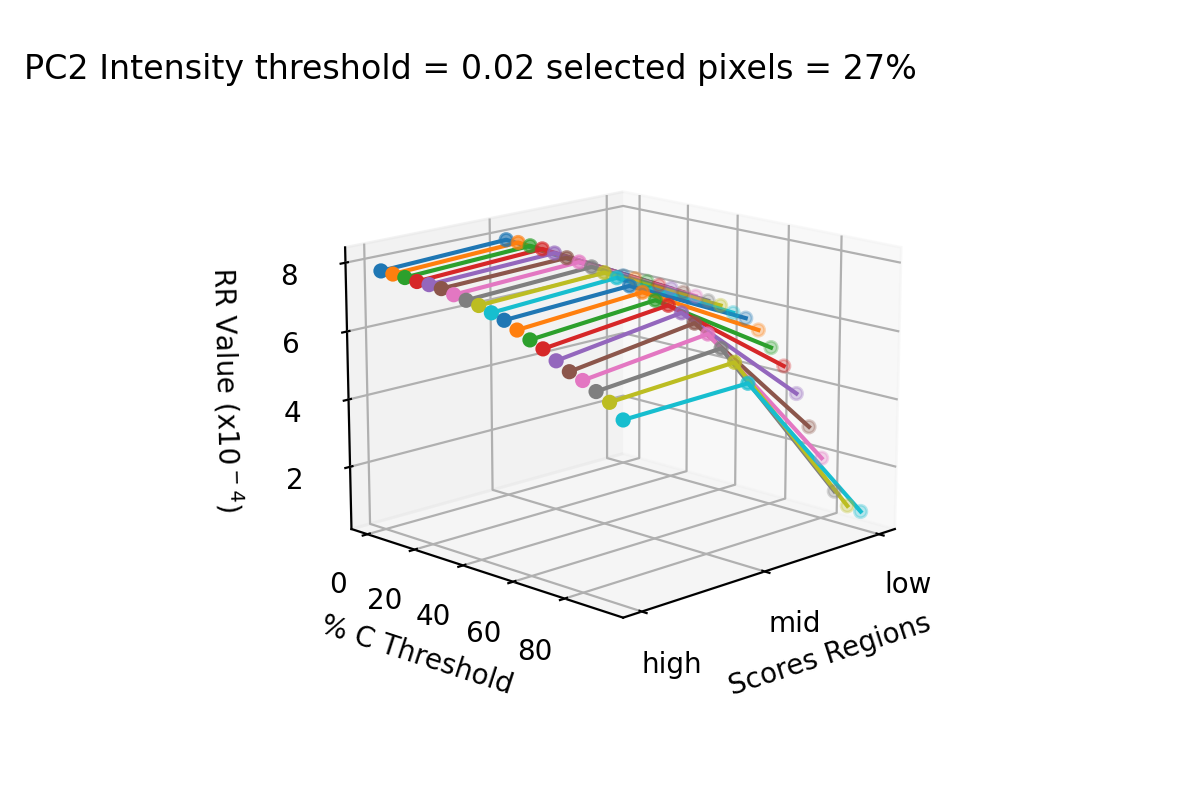 PC2 Intensity threshold = 0.02 selected pixels = 27%
8
6
4
2
RR Value (x10⁻⁴)
0
20
40
60
80
% C Threshold
high
mid
low
Scores Regions